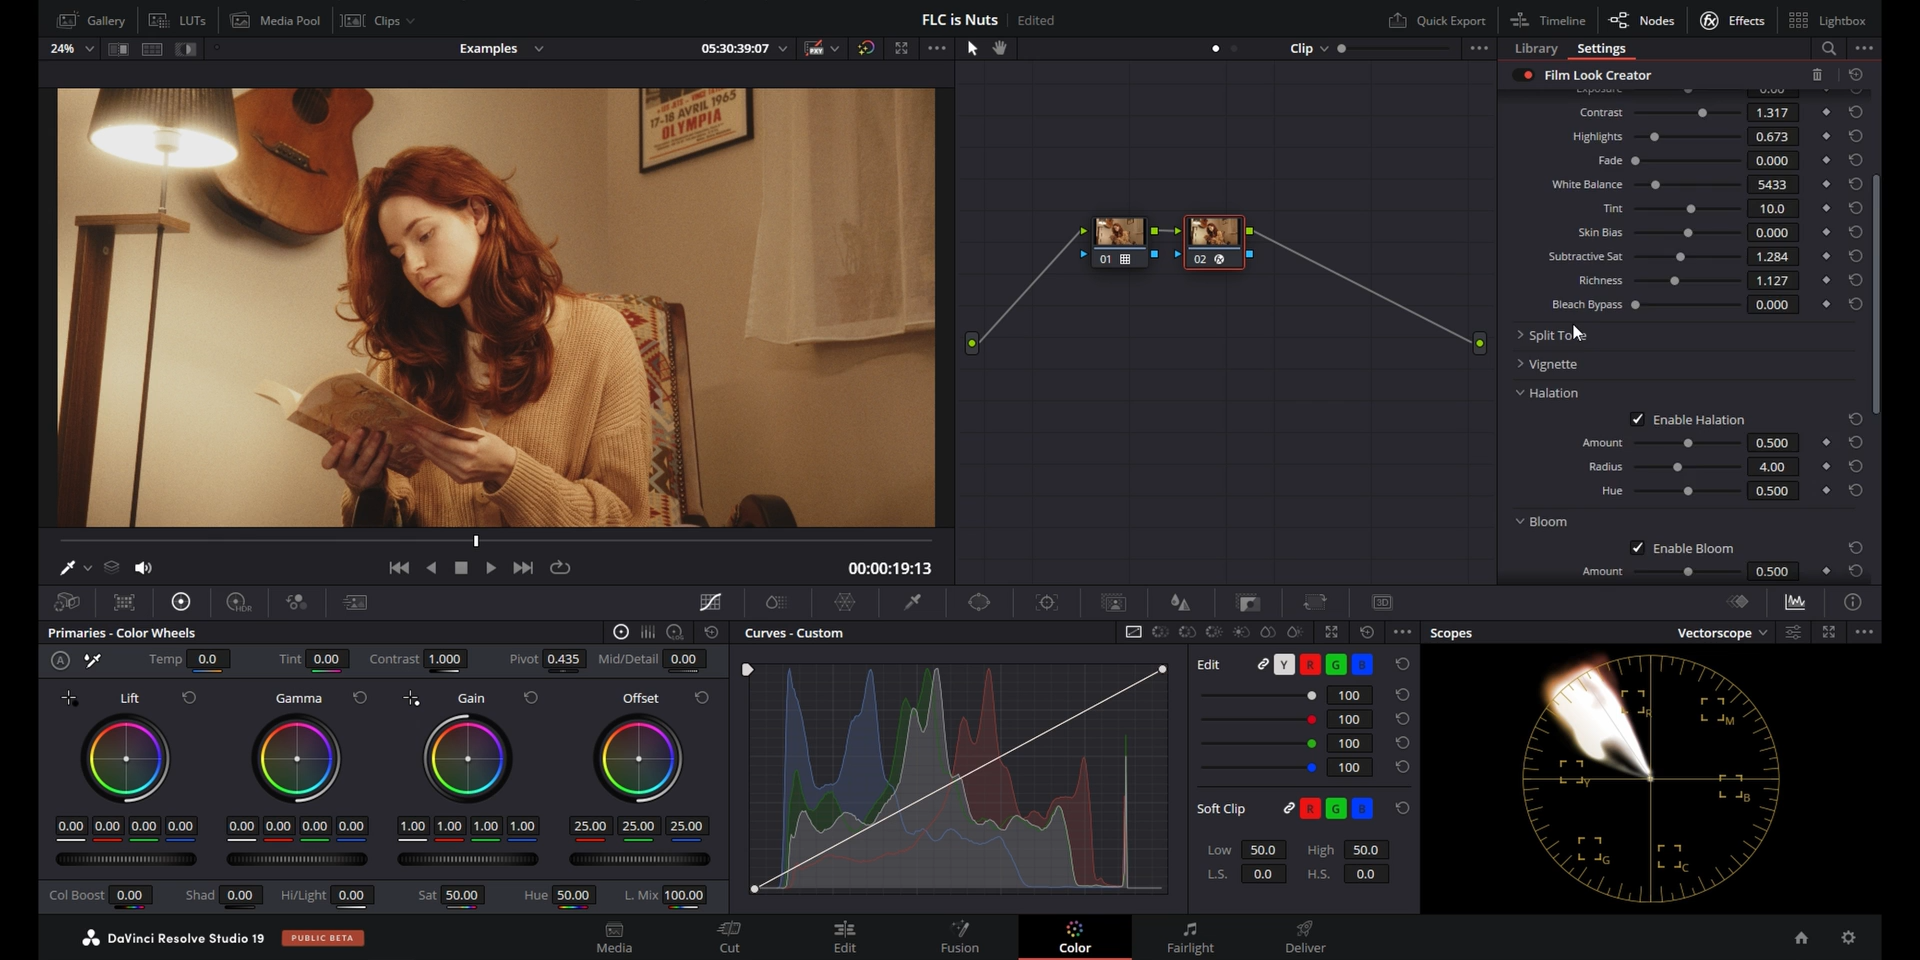 Gallery LUTs Media Pool Clips FLC is Nuts Edited Quick Export Timeline Nodes Effects Lightbox
24% Examples 05:30:39:07 Clip Library Settings
Film Look Creator
Exposure 0.00
Contrast 1.317
Highlights 0.673
Fade 0.000
White Balance 5433
Tint 10.0
Skin Bias 0.000
Subtractive Sat 1.284
Richness 1.127
Bleach Bypass 0.000
Split Tone
Vignette
Halation
Enable Halation
Amount 0.500
Radius 4.00
Hue 0.500
Bloom
Enable Bloom
Amount 0.500
17-18 AVRIL 1965
OLYMPIA
01 02
00:00:19:13
HDR 3D
Primaries - Color Wheels Curves - Custom Scopes Vectorscope
A Temp 0.0 Tint 0.00 Contrast 1.000 Pivot 0.435 Mid/Detail 0.00
Lift Gamma Gain Offset
0.00 0.00 0.00 0.00 0.00 0.00 0.00 0.00 1.00 1.00 1.00 1.00 25.00 25.00 25.00
Col Boost 0.00 Shad 0.00 Hi/Light 0.00 Sat 50.00 Hue 50.00 L. Mix 100.00
Edit Y R G B
100
100
100
100
Soft Clip R G B
Low 50.0 High 50.0
L.S. 0.0 H.S. 0.0
R M
Y B
G C
DaVinci Resolve Studio 19 PUBLIC BETA
Media Cut Edit Fusion Color Fairlight Deliver